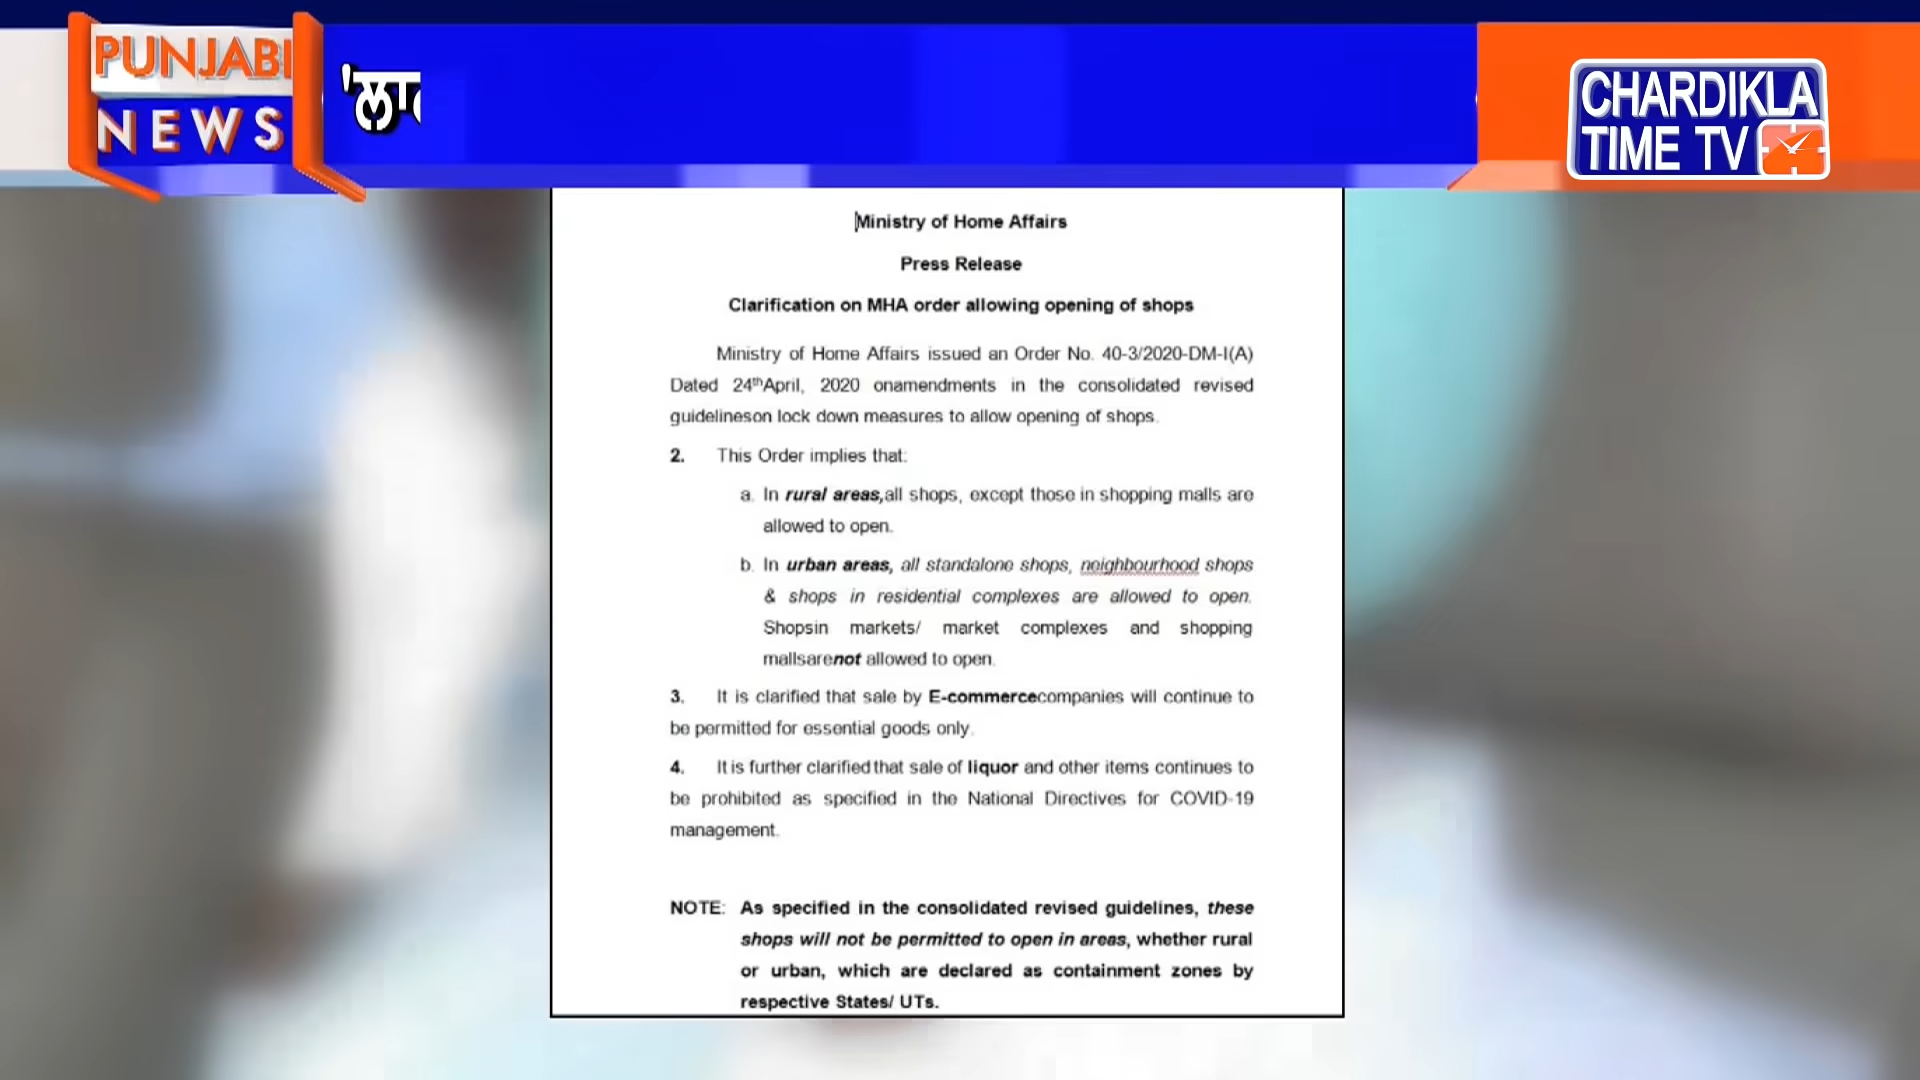 PUNJABI
NEWS
CHARDIKLA
TIME TV
Ministry of Home Affairs
Press Release
Clarification on MHA order allowing opening of shops
Ministry of Home Affairs issued an Order No. 40-3/2020-DM-I(A)
Dated 24thApril, 2020 onamendments in the consolidated revised
guidelineson lock down measures to allow opening of shops.
2. This Order implies that:
a. In rural areas,all shops, except those in shopping malls are
allowed to open.
b. In urban areas, all standalone shops, neighbourhood shops
& shops in residential complexes are allowed to open.
Shopsin markets/ market complexes and shopping
mallsarenot allowed to open.
3. It is clarified that sale by E-commercecompanies will continue to
be permitted for essential goods only.
4. It is further clarified that sale of liquor and other items continues to
be prohibited as specified in the National Directives for COVID-19
management.
NOTE: As specified in the consolidated revised guidelines, these
shops will not be permitted to open in areas, whether rural
or urban, which are declared as containment zones by
respective States/ UTs.